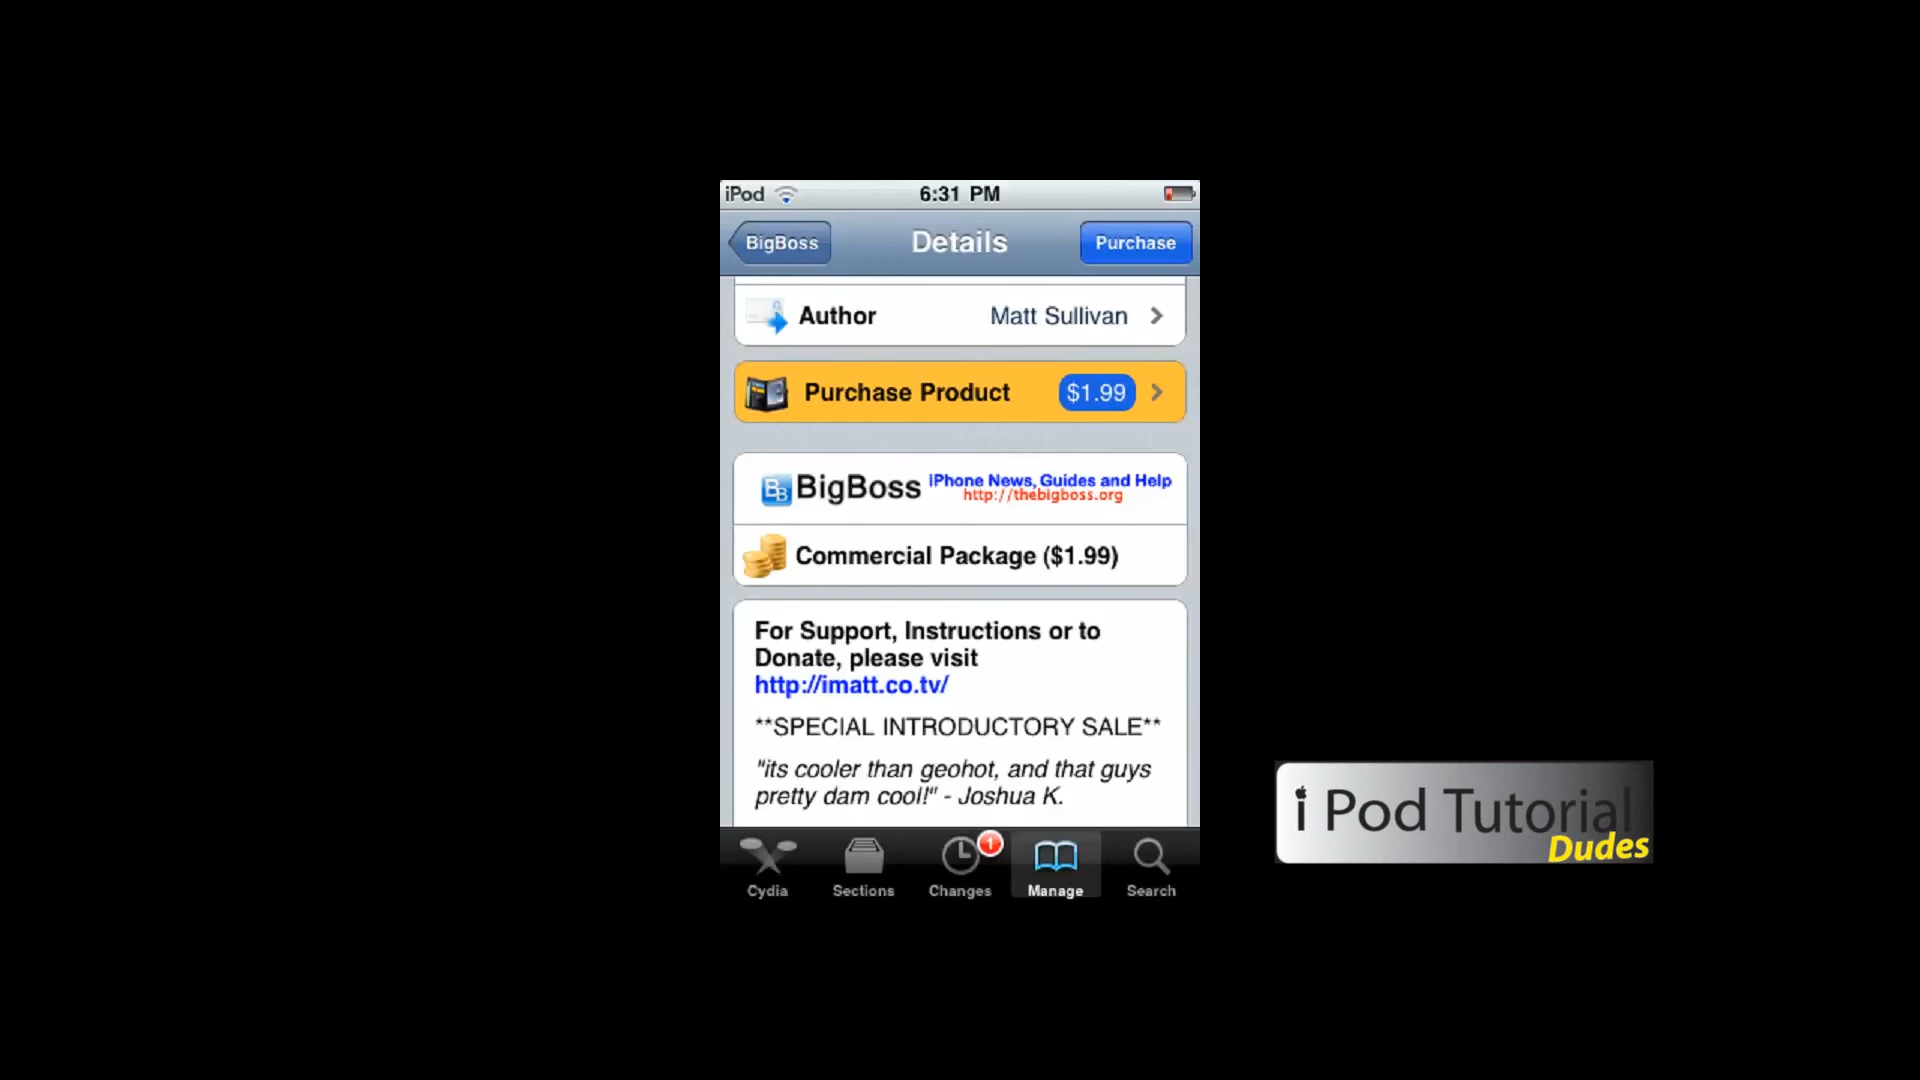 iPod 6:31 PM
BigBoss Details Purchase
Author Matt Sullivan
Purchase Product $1.99
BB BigBoss iPhone News, Guides and Help
http://thebigboss.org
Commercial Package ($1.99)
For Support, Instructions or to
Donate, please visit
http://imatt.co.tv/
**SPECIAL INTRODUCTORY SALE**
"its cooler than geohot, and that guys
pretty dam cool!" - Joshua K.
1
Cydia Sections Changes Manage Search
i Pod Tutorial
Dudes